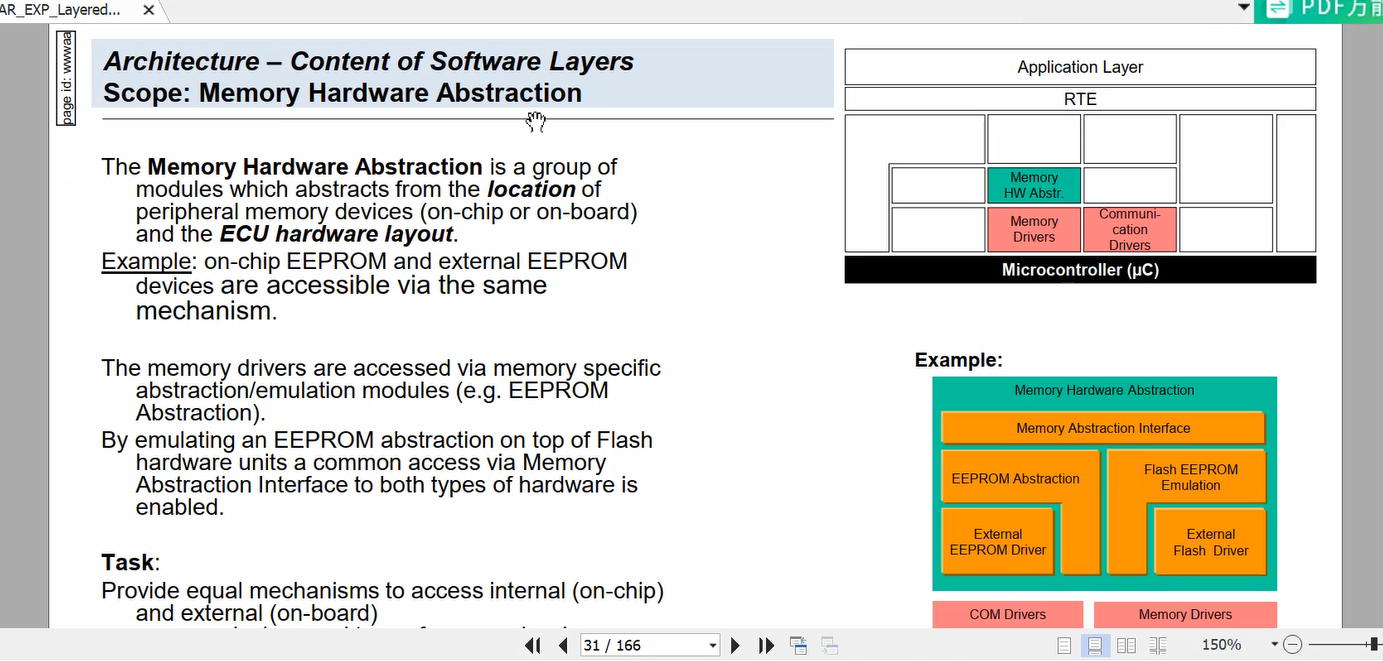 AR_EXP_Layered...
PDF万能
page id: wwwaa
Architecture – Content of Software Layers
Scope: Memory Hardware Abstraction
The Memory Hardware Abstraction is a group of
modules which abstracts from the location of
peripheral memory devices (on-chip or on-board)
and the ECU hardware layout.
Example: on-chip EEPROM and external EEPROM
devices are accessible via the same
mechanism.
The memory drivers are accessed via memory specific
abstraction/emulation modules (e.g. EEPROM
Abstraction).
By emulating an EEPROM abstraction on top of Flash
hardware units a common access via Memory
Abstraction Interface to both types of hardware is
enabled.
Task:
Provide equal mechanisms to access internal (on-chip)
and external (on-board)
Application Layer
RTE
Memory
HW Abstr.
Memory
Drivers
Communi-
cation
Drivers
Microcontroller (µC)
Example:
Memory Hardware Abstraction
Memory Abstraction Interface
EEPROM Abstraction
Flash EEPROM
Emulation
External
EEPROM Driver
External
Flash Driver
COM Drivers
Memory Drivers
31 / 166
150%